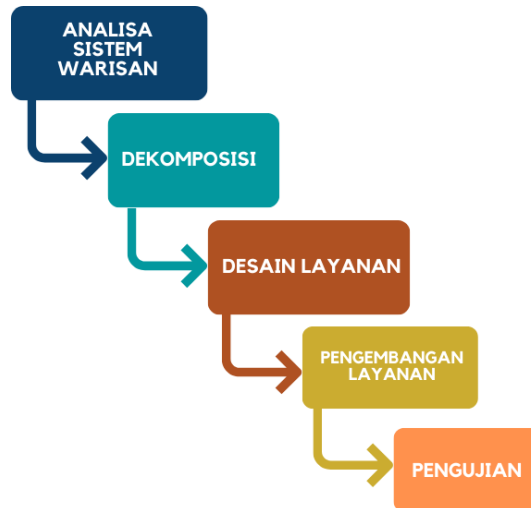 ANALISA
SISTEM
WARISAN
DEKOMPOSISI
DESAIN LAYANAN
PENGEMBANGAN
LAYANAN
PENGUJIAN